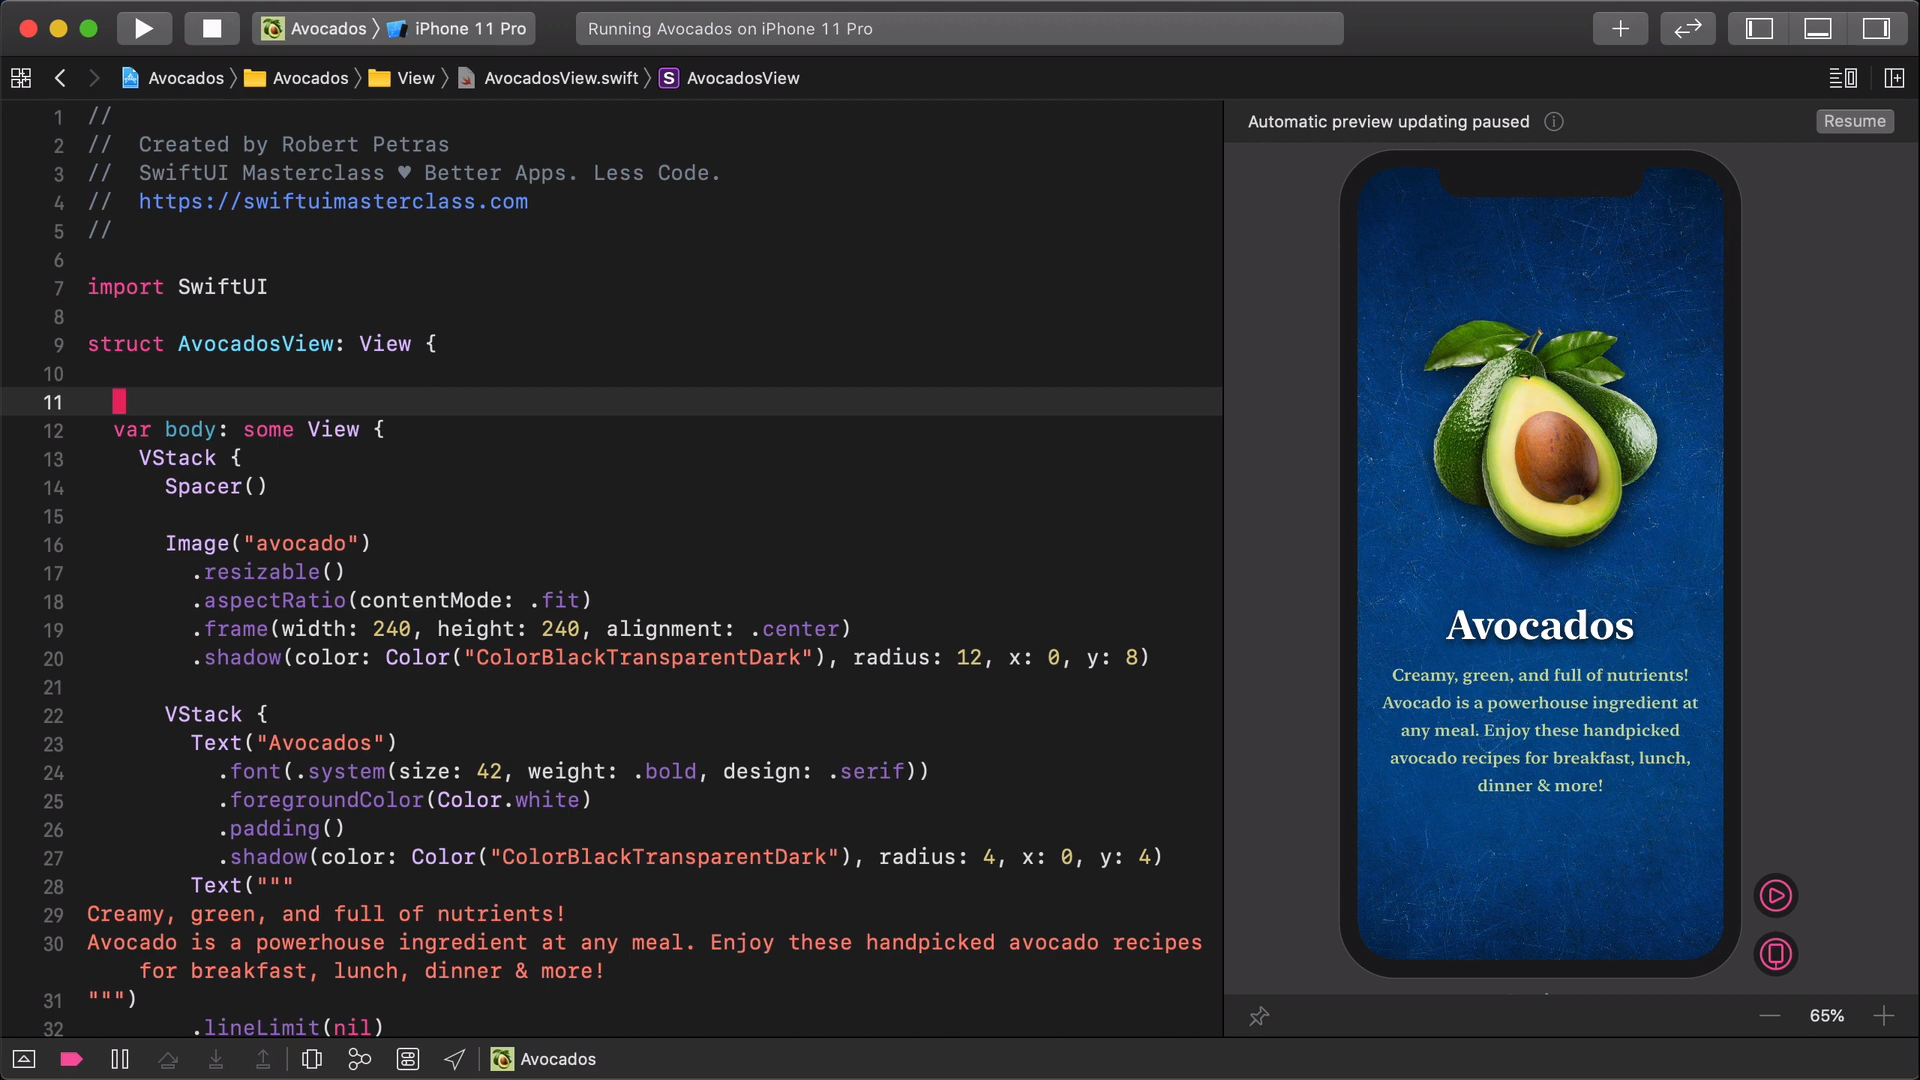 Avocados 〉 iPhone 11 Pro
Running Avocados on iPhone 11 Pro
Avocados 〉 Avocados 〉 View 〉 AvocadosView.swift 〉 S AvocadosView
1 //
2 //  Created by Robert Petras
3 //  SwiftUI Masterclass ♥ Better Apps. Less Code.
4 //  https://swiftuimasterclass.com
5 //
6
7 import SwiftUI
8
9 struct AvocadosView: View {
10
11
12   var body: some View {
13     VStack {
14       Spacer()
15
16       Image("avocado")
17         .resizable()
18         .aspectRatio(contentMode: .fit)
19         .frame(width: 240, height: 240, alignment: .center)
20         .shadow(color: Color("ColorBlackTransparentDark"), radius: 12, x: 0, y: 8)
21
22       VStack {
23         Text("Avocados")
24           .font(.system(size: 42, weight: .bold, design: .serif))
25           .foregroundColor(Color.white)
26           .padding()
27           .shadow(color: Color("ColorBlackTransparentDark"), radius: 4, x: 0, y: 4)
28         Text("""
29 Creamy, green, and full of nutrients!
30 Avocado is a powerhouse ingredient at any meal. Enjoy these handpicked avocado recipes
for breakfast, lunch, dinner & more!
31 """)
32         .lineLimit(nil)
Automatic preview updating paused
Resume
Avocados
Creamy, green, and full of nutrients!
Avocado is a powerhouse ingredient at
any meal. Enjoy these handpicked
avocado recipes for breakfast, lunch,
dinner & more!
65%
Avocados